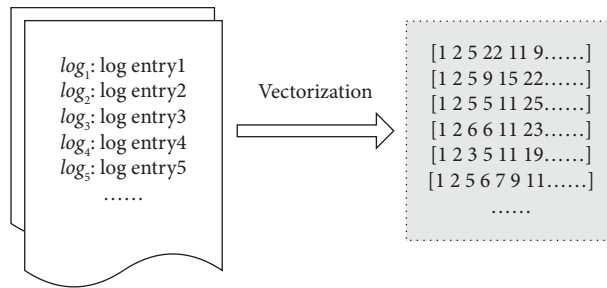 log₁: log entry1
log₂: log entry2
log₃: log entry3
log₄: log entry4
log₅: log entry5
……
Vectorization
[1 2 5 22 11 9……]
[1 2 5 9 15 22……]
[1 2 5 5 11 25……]
[1 2 6 6 11 23……]
[1 2 3 5 11 19……]
[1 2 5 6 7 9 11……]
……